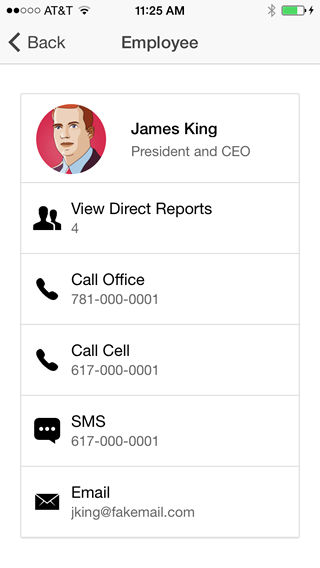 AT&T 11:25 AM
Back Employee
James King
President and CEO
View Direct Reports
4
Call Office
781-000-0001
Call Cell
617-000-0001
SMS
617-000-0001
Email
jking@fakemail.com